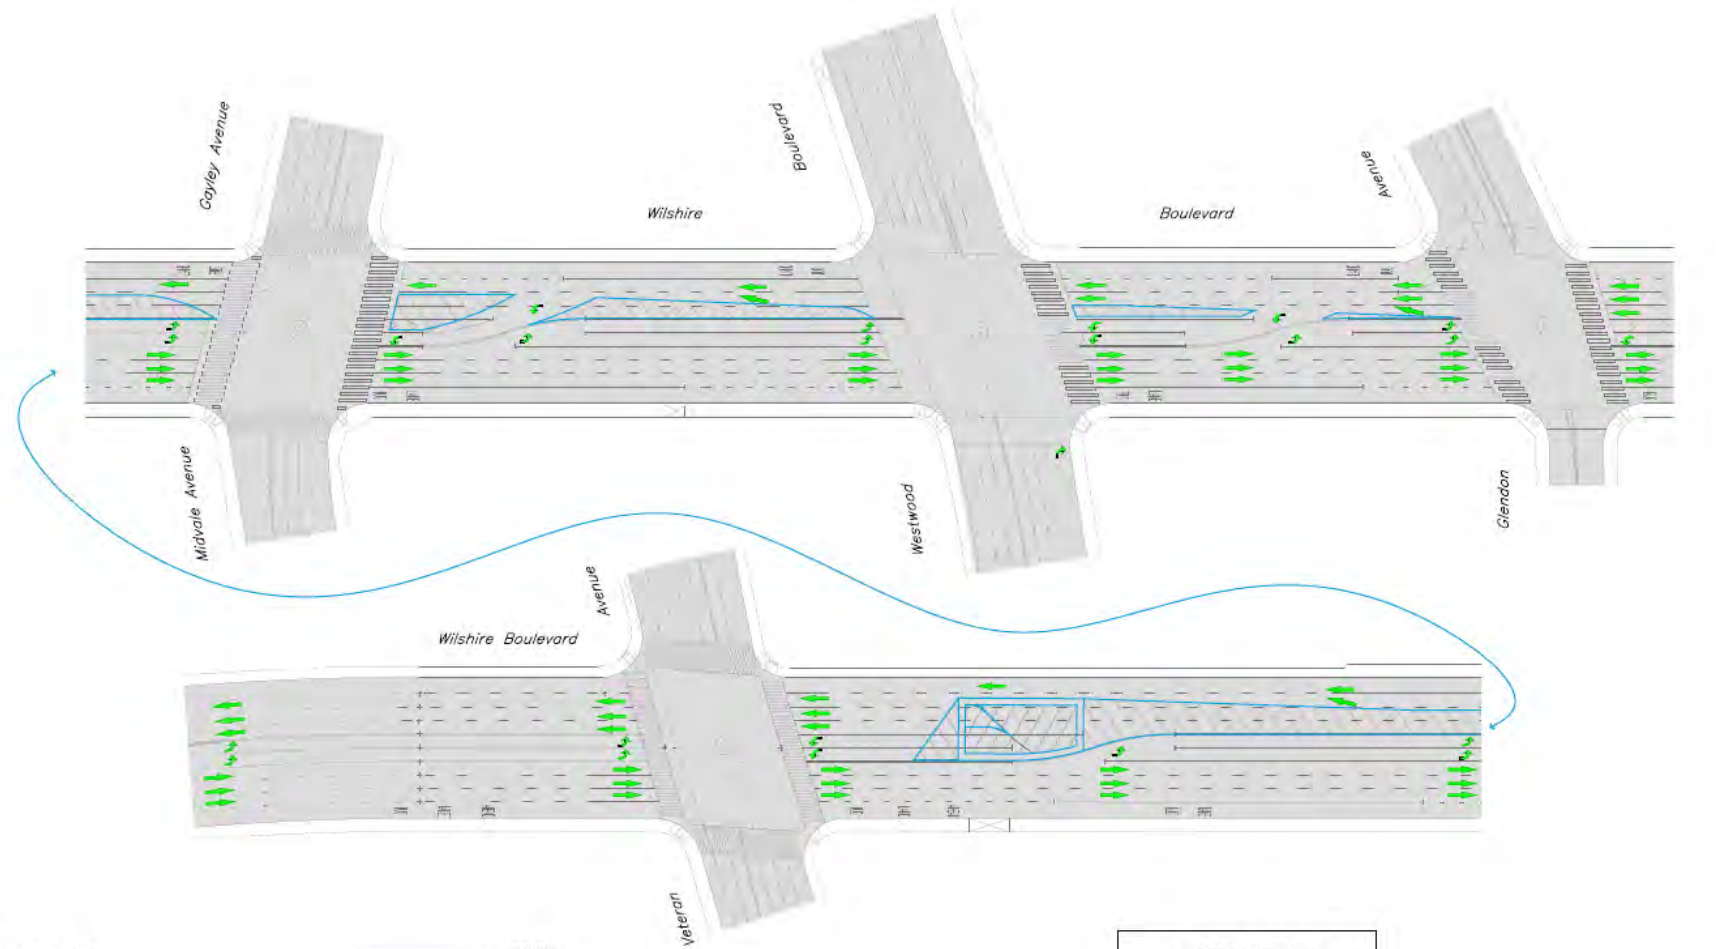 Gayley Avenue
Wilshire
Boulevard
Boulevard
Avenue
Midvale Avenue
Westwood
Glendon
Avenue
Wilshire Boulevard
Veteran